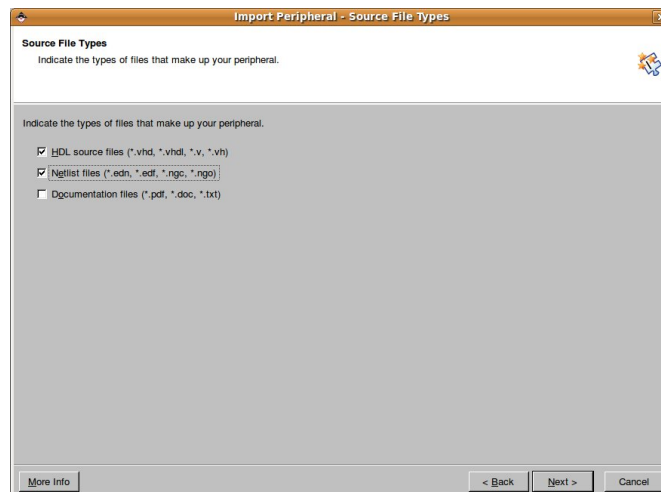 Import Peripheral - Source File Types
Source File Types
Indicate the types of files that make up your peripheral.
Indicate the types of files that make up your peripheral.
HDL source files (*.vhd, *.vhdl, *.v, *.vh)
Netlist files (*.edn, *.edf, *.ngc, *.ngo)
Documentation files (*.pdf, *.doc, *.txt)
More Info
< Back
Next >
Cancel